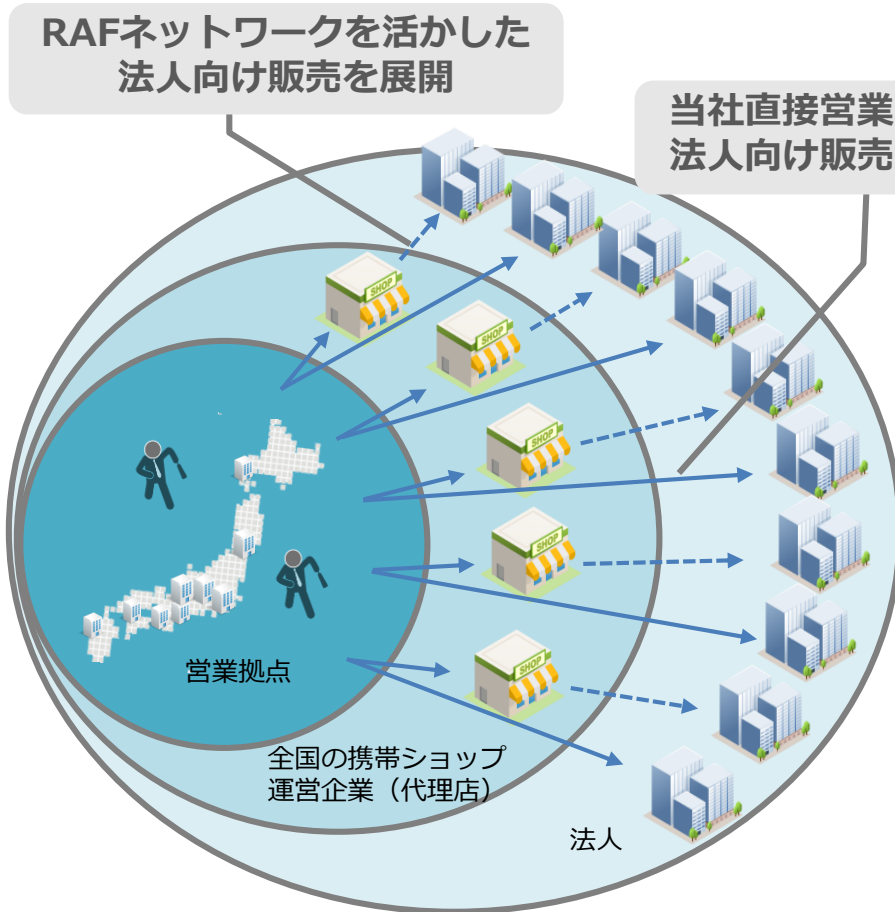 RAFネットワークを活かした
法人向け販売を展開
当社直接営業
法人向け販売
SHOP
SHOP
SHOP
SHOP
SHOP
営業拠点
全国の携帯ショップ
運営企業（代理店）
法人